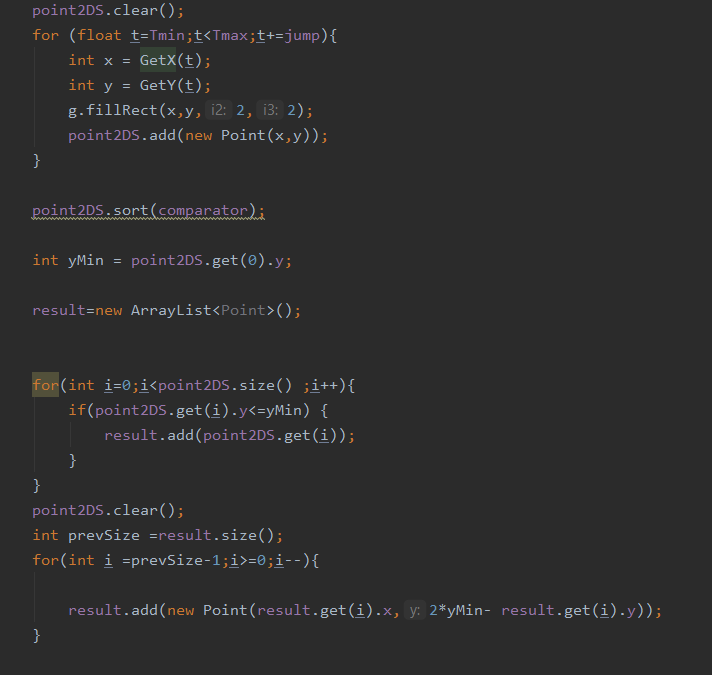 point2DS.clear();
for (float t=Tmin;t<Tmax;t+=jump){
int x = GetX(t);
int y = GetY(t);
g.fillRect(x,y, i2: 2, i3: 2);
point2DS.add(new Point(x,y));
}
point2DS.sort(comparator);
int yMin = point2DS.get(0).y;
result=new ArrayList<Point>();
for(int i=0;i<point2DS.size() ;i++){
if(point2DS.get(i).y<=yMin) {
result.add(point2DS.get(i));
}
}
point2DS.clear();
int prevSize =result.size();
for(int i =prevSize-1;i>=0;i--){
result.add(new Point(result.get(i).x, y: 2*yMin- result.get(i).y));
}